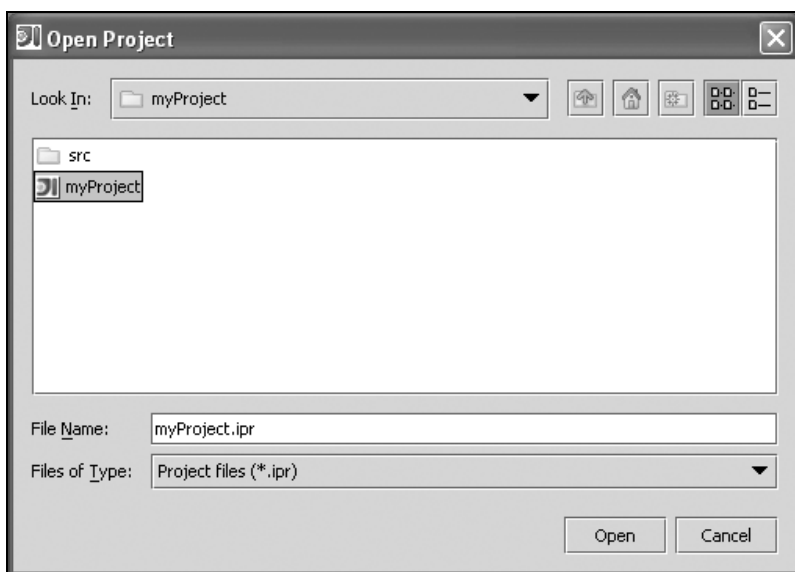 Open Project
Look In: myProject
src
myProject
File Name: myProject.ipr
Files of Type: Project files (*.ipr)
Open Cancel